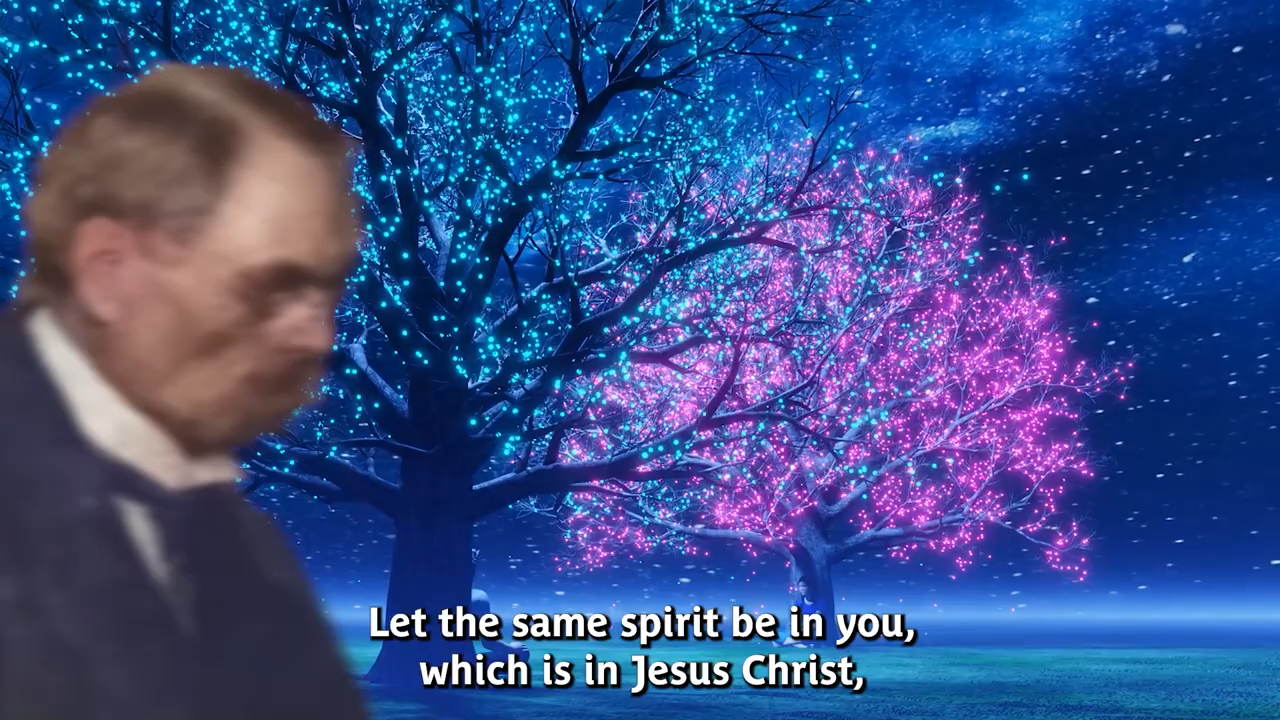 Let the same spirit be in you,
which is in Jesus Christ,